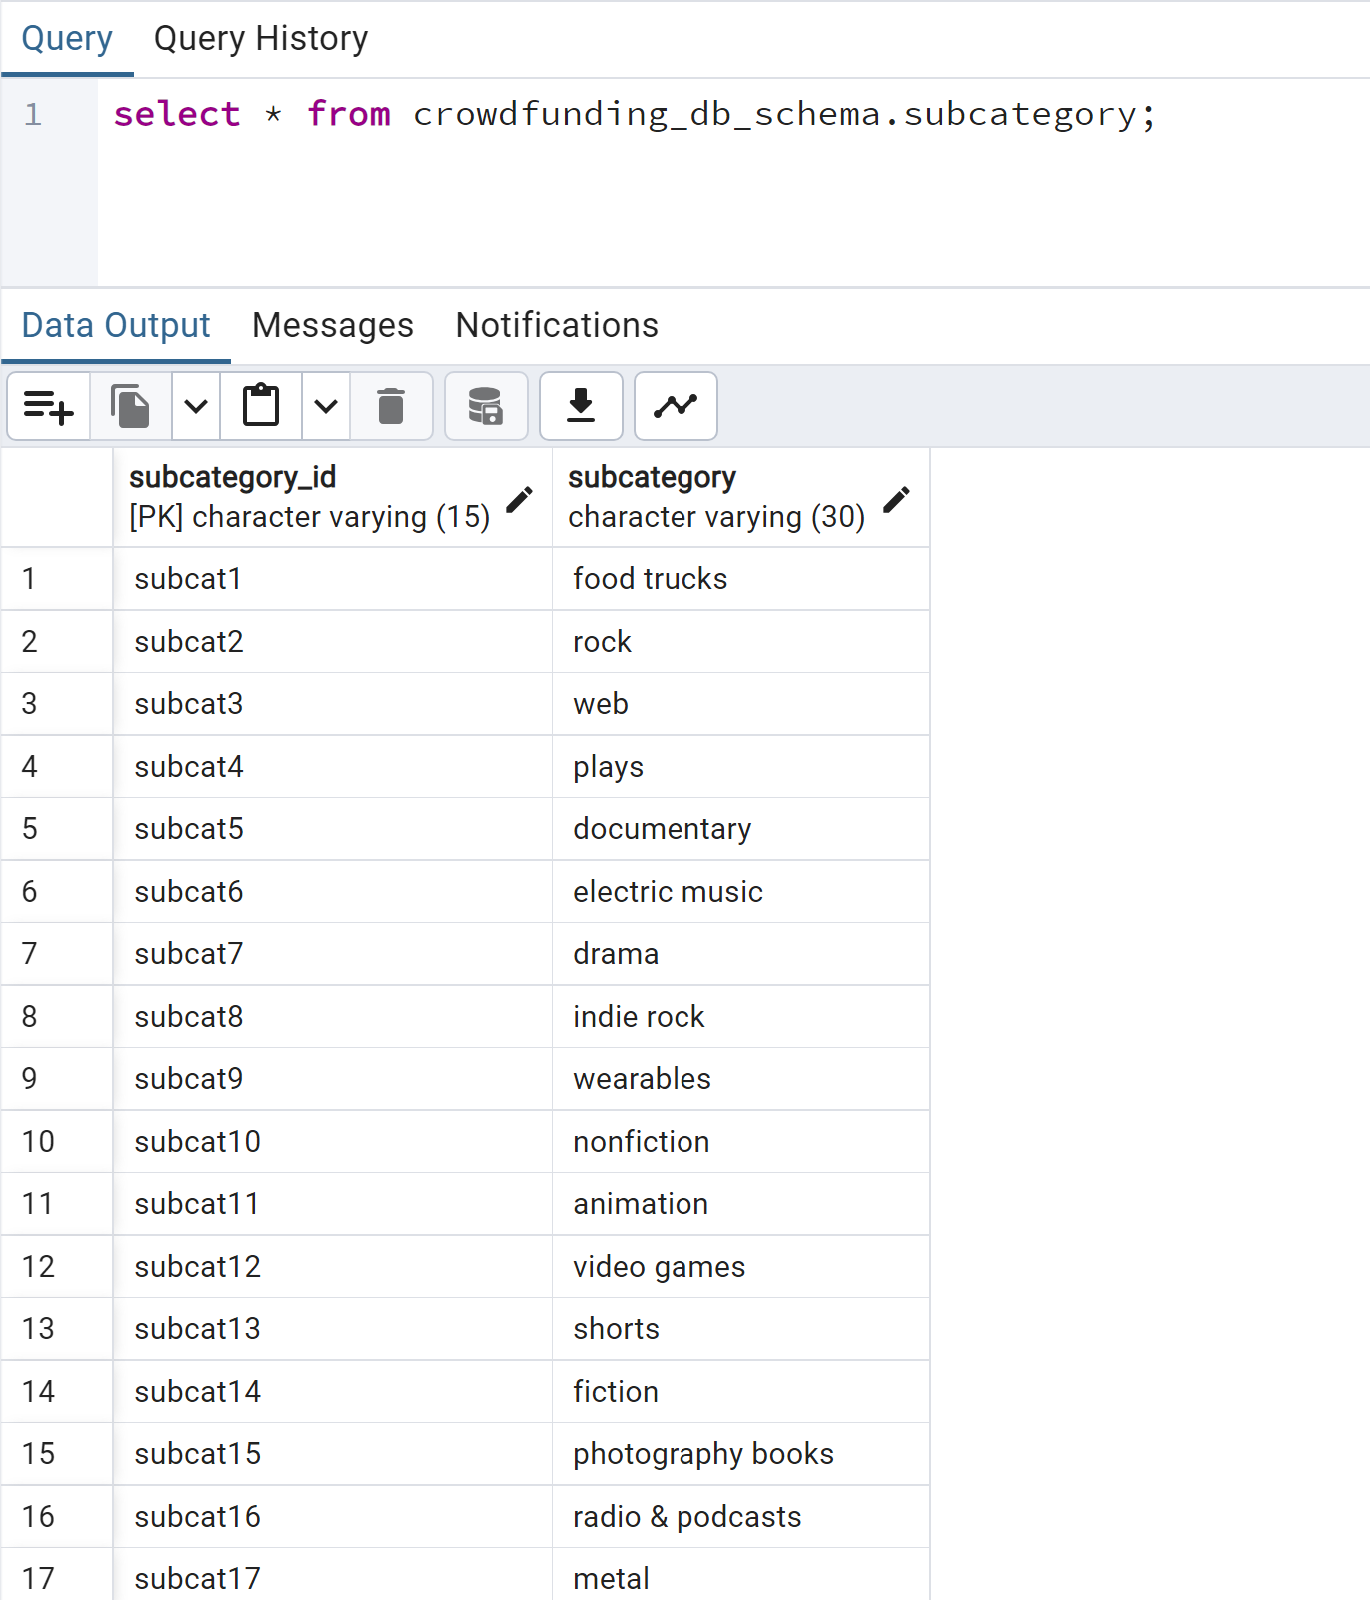 Query Query History
1 select * from crowdfunding_db_schema.subcategory;
Data Output Messages Notifications
subcategory_id subcategory
[PK] character varying (15) character varying (30)
1 subcat1 food trucks
2 subcat2 rock
3 subcat3 web
4 subcat4 plays
5 subcat5 documentary
6 subcat6 electric music
7 subcat7 drama
8 subcat8 indie rock
9 subcat9 wearables
10 subcat10 nonfiction
11 subcat11 animation
12 subcat12 video games
13 subcat13 shorts
14 subcat14 fiction
15 subcat15 photography books
16 subcat16 radio & podcasts
17 subcat17 metal